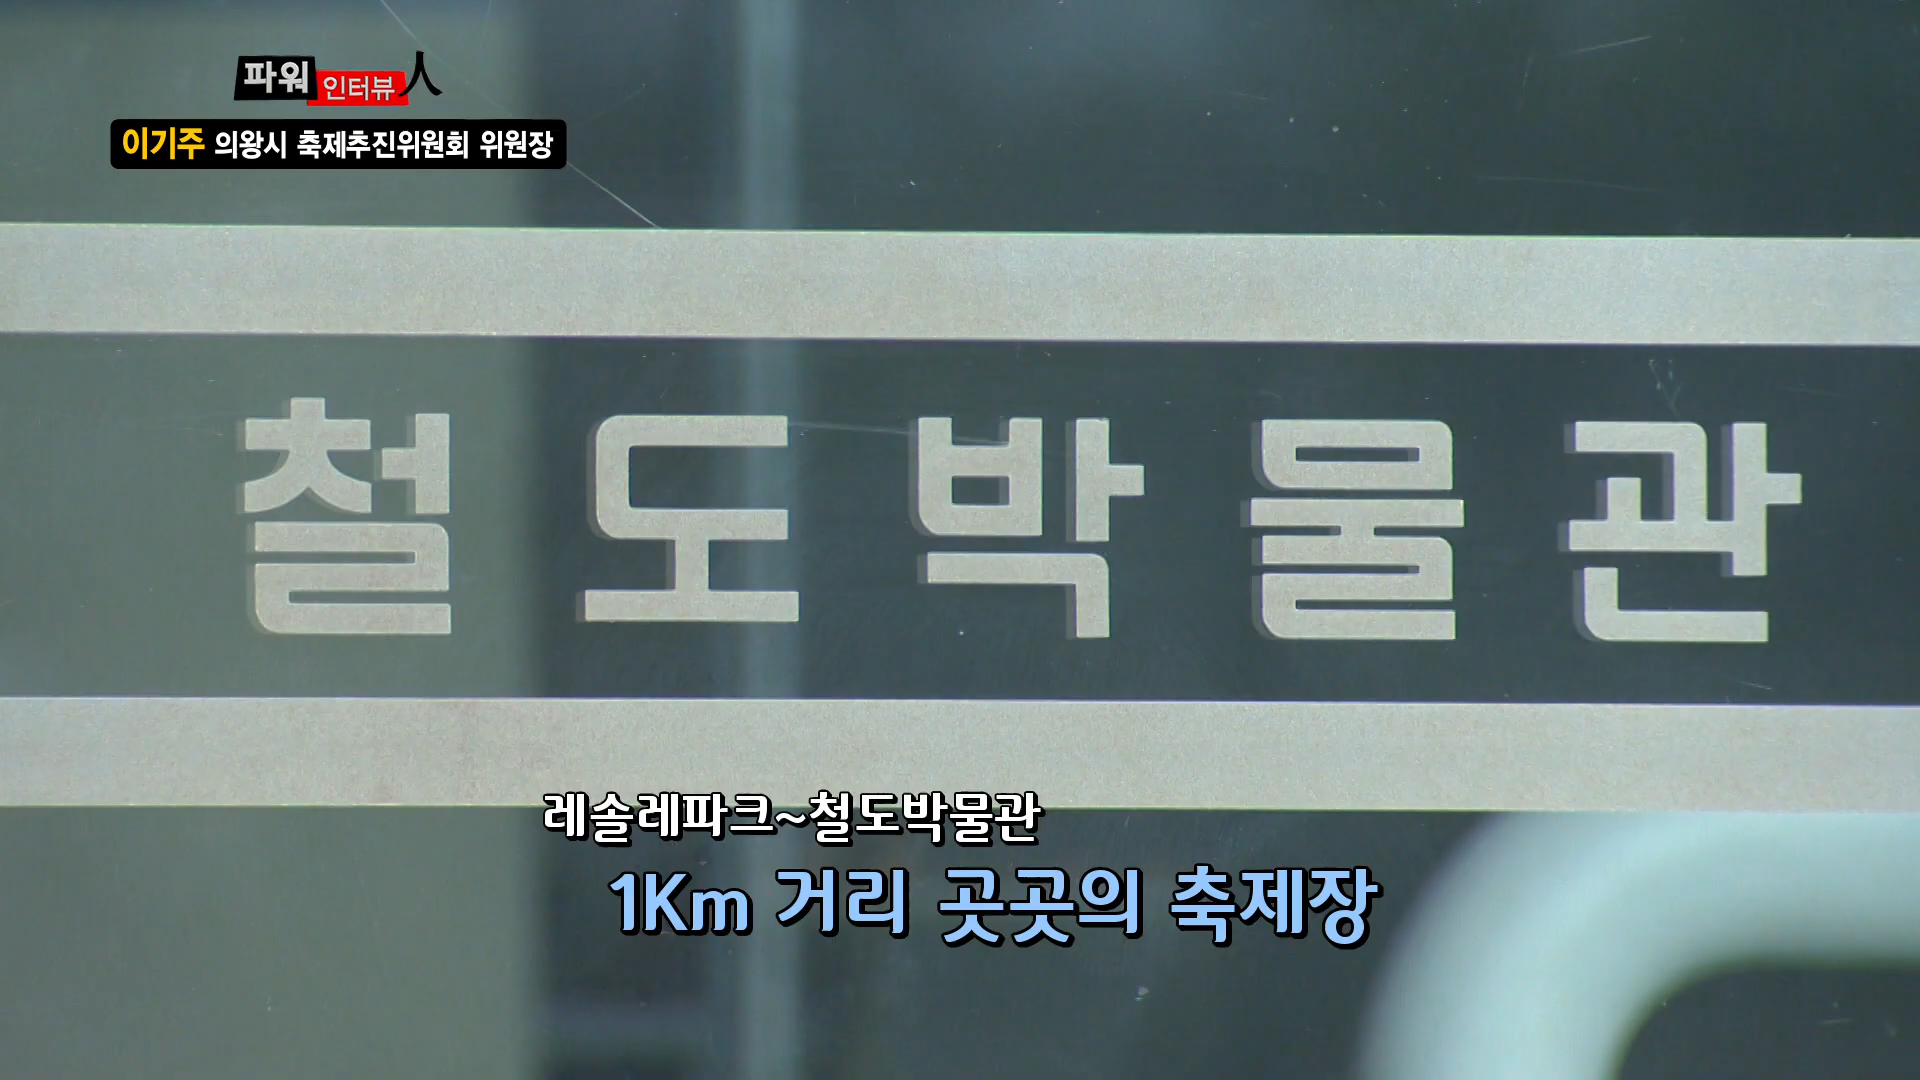 파워 인터뷰 人
이기주 의왕시 축제추진위원회 위원장
철도박물관
레솔레파크~철도박물관
1Km 거리 곳곳의 축제장